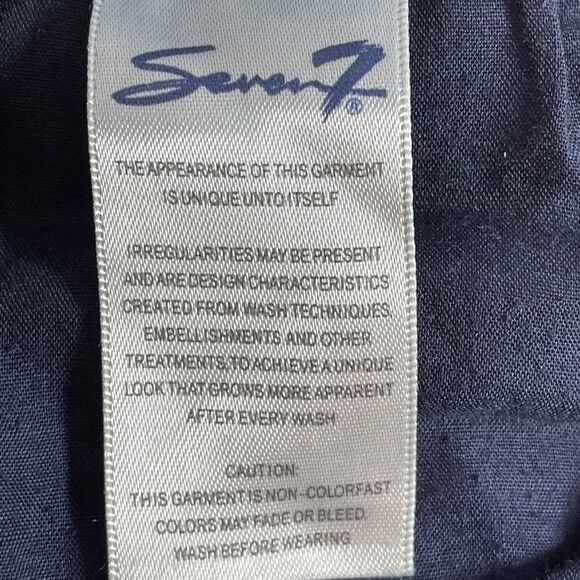 Seven7®
THE APPEARANCE OF THIS GARMENT
IS UNIQUE UNTO ITSELF
IRREGULARITIES MAY BE PRESENT
AND ARE DESIGN CHARACTERISTICS
CREATED FROM WASH TECHNIQUES
EMBELLISHMENTS AND OTHER
TREATMENTS, TO ACHIEVE A UNIQUE
LOOK THAT GROWS MORE APPARENT
AFTER EVERY WASH
CAUTION:
THIS GARMENT IS NON-COLORFAST
COLORS MAY FADE OR BLEED
WASH BEFORE WEARING